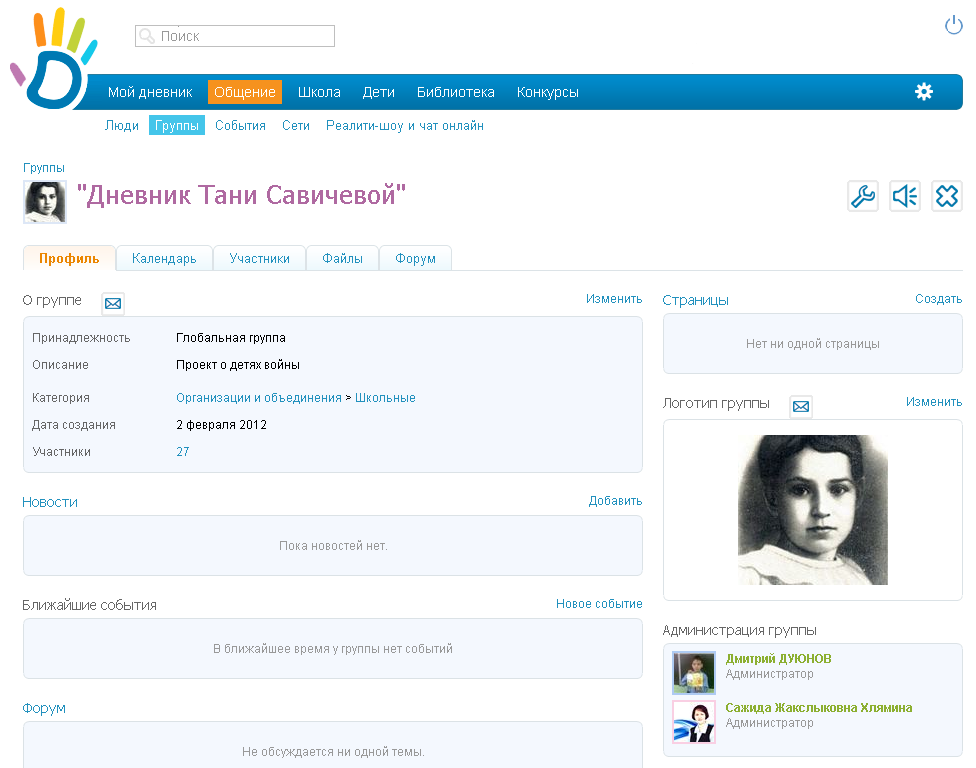 Поиск
Мой дневник Общение Школа Дети Библиотека Конкурсы
Люди Группы События Сети Реалити-шоу и чат онлайн
Группы
"Дневник Тани Савичевой"
Профиль Календарь Участники Файлы Форум
О группе Изменить
Принадлежность Глобальная группа
Описание Проект о детях войны
Категория Организации и объединения > Школьные
Дата создания 2 февраля 2012
Участники 27
Новости Добавить
Пока новостей нет.
Ближайшие события Новое событие
В ближайшее время у группы нет событий
Форум
Не обсуждается ни одной темы.
Страницы Создать
Нет ни одной страницы
Логотип группы Изменить
Администрация группы
Дмитрий ДУЮНОВ
Администратор
Сажида Жакслыковна Хлямина
Администратор